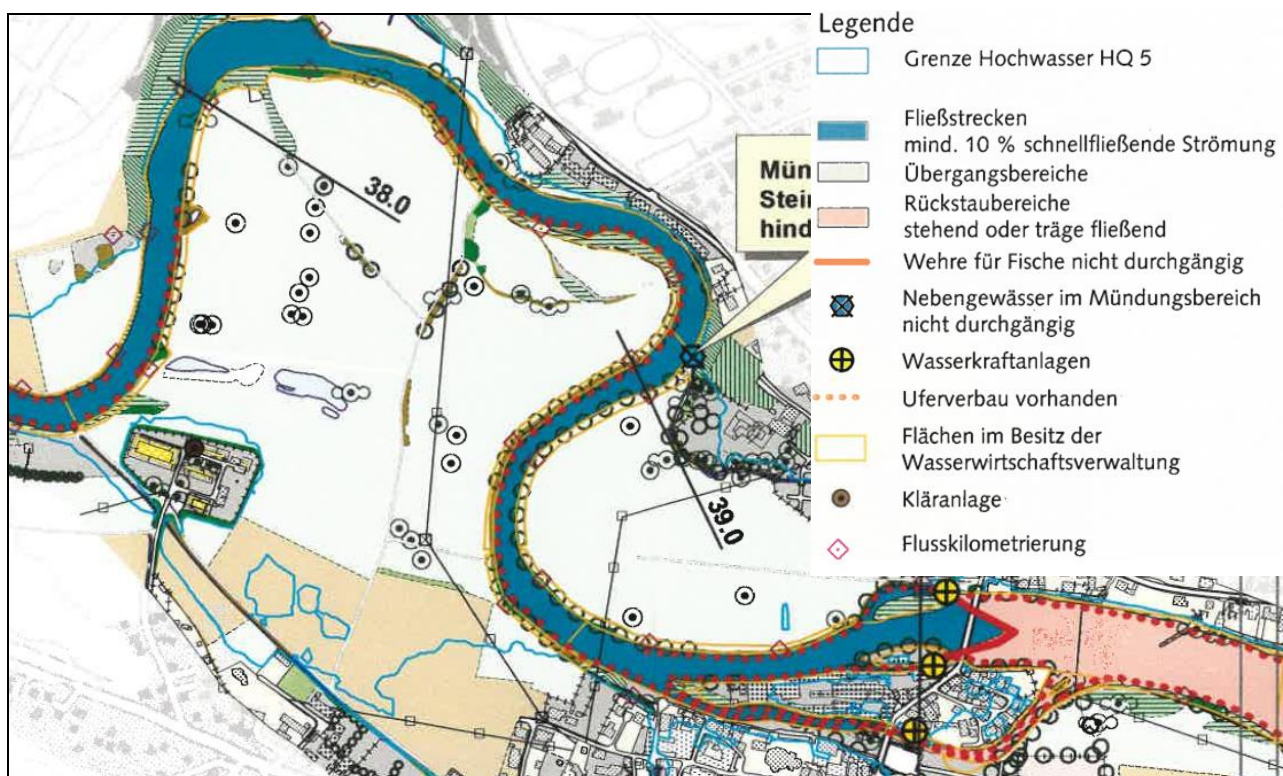 38.0
Mün
Stei
hind
39.0
8
Legende
Grenze Hochwasser HQ 5
Fließstrecken
mind. 10 % schnellfließende Strömung
Übergangsbereiche
Rückstaubereiche
stehend oder träge fließend
Wehre für Fische nicht durchgängig
Nebengewässer im Mündungsbereich
nicht durchgängig
Wasserkraftanlagen
Uferverbau vorhanden
Flächen im Besitz der
Wasserwirtschaftsverwaltung
Kläranlage
Flusskilometrierung